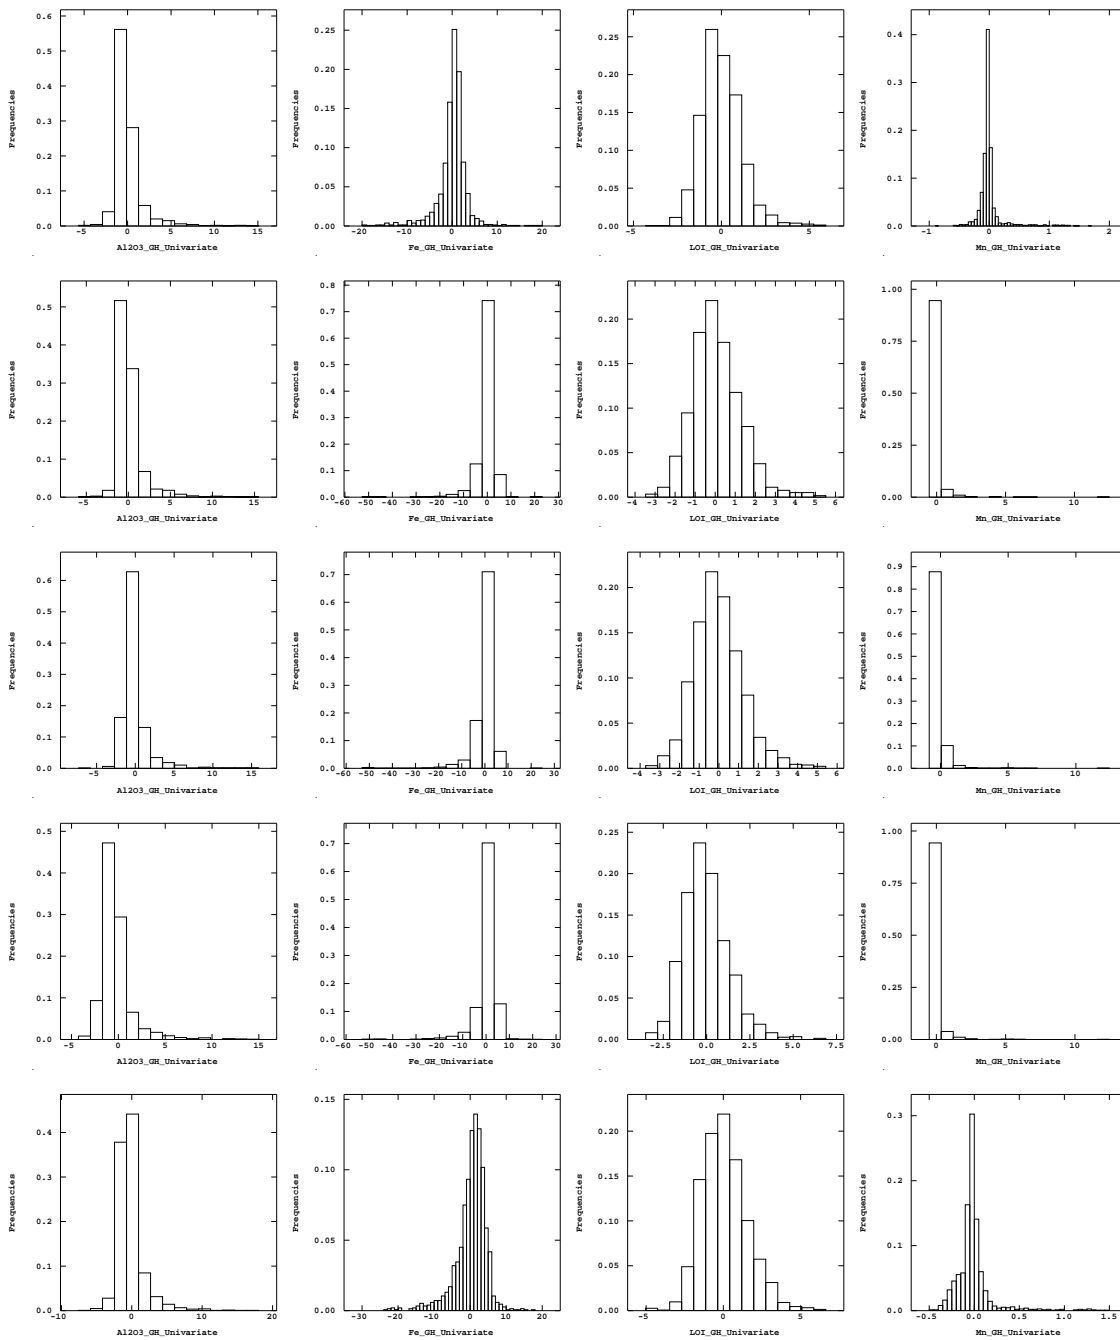 Frequencies
0.6
0.5
0.4
0.3
0.2
0.1
0.0
-5 0 5 10 15
Al2O3_GH_Univariate
Frequencies
0.25
0.20
0.15
0.10
0.05
0.00
-20 -10 0 10 20
Fe_GH_Univariate
Frequencies
0.25
0.20
0.15
0.10
0.05
0.00
-5 0 5
LOI_GH_Univariate
Frequencies
0.4
0.3
0.2
0.1
0.0
-1 0 1 2
Mn_GH_Univariate
Frequencies
0.5
0.4
0.3
0.2
0.1
0.0
-5 0 5 10 15
Al2O3_GH_Univariate
Frequencies
0.8
0.7
0.6
0.5
0.4
0.3
0.2
0.1
0.0
-60 -50 -40 -30 -20 -10 0 10 20 30
Fe_GH_Univariate
Frequencies
0.20
0.15
0.10
0.05
0.00
-4 -3 -2 -1 0 1 2 3 4 5 6
LOI_GH_Univariate
Frequencies
1.00
0.75
0.50
0.25
0.00
0 5 10
Mn_GH_Univariate
Frequencies
0.6
0.5
0.4
0.3
0.2
0.1
0.0
-5 0 5 10 15
Al2O3_GH_Univariate
Frequencies
0.7
0.6
0.5
0.4
0.3
0.2
0.1
0.0
-60 -50 -40 -30 -20 -10 0 10 20 30
Fe_GH_Univariate
Frequencies
0.20
0.15
0.10
0.05
0.00
-4 -3 -2 -1 0 1 2 3 4 5 6
LOI_GH_Univariate
Frequencies
0.9
0.8
0.7
0.6
0.5
0.4
0.3
0.2
0.1
0.0
0 5 10
Mn_GH_Univariate
Frequencies
0.5
0.4
0.3
0.2
0.1
0.0
-5 0 5 10 15
Al2O3_GH_Univariate
Frequencies
0.7
0.6
0.5
0.4
0.3
0.2
0.1
0.0
-60 -50 -40 -30 -20 -10 0 10 20 30
Fe_GH_Univariate
Frequencies
0.25
0.20
0.15
0.10
0.05
0.00
-2.5 0.0 2.5 5.0 7.5
LOI_GH_Univariate
Frequencies
1.00
0.75
0.50
0.25
0.00
0 5 10
Mn_GH_Univariate
Frequencies
0.4
0.3
0.2
0.1
0.0
-10 0 10 20
Al2O3_GH_Univariate
Frequencies
0.15
0.10
0.05
0.00
-30 -20 -10 0 10 20
Fe_GH_Univariate
Frequencies
0.20
0.15
0.10
0.05
0.00
-5 0 5
LOI_GH_Univariate
Frequencies
0.3
0.2
0.1
0.0
-0.5 0.0 0.5 1.0 1.5
Mn_GH_Univariate